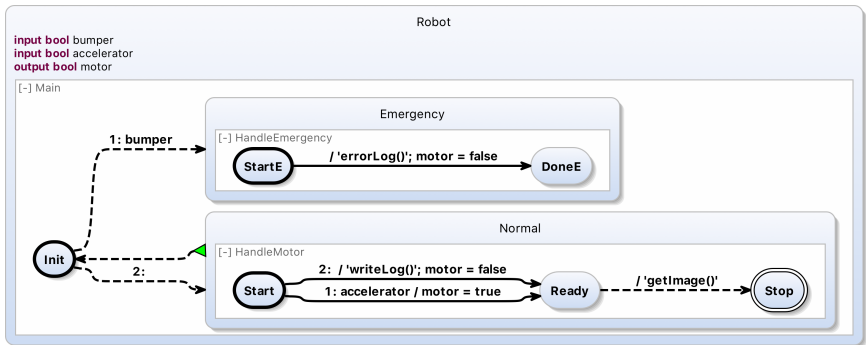 Robot
input bool bumper
input bool accelerator
output bool motor
[-] Main
Emergency
[-] HandleEmergency
1: bumper
StartE
/ 'errorLog()'; motor = false
DoneE
Normal
[-] HandleMotor
Init
2:
Start
2: / 'writeLog()'; motor = false
1: accelerator / motor = true
Ready
/ 'getImage()'
Stop